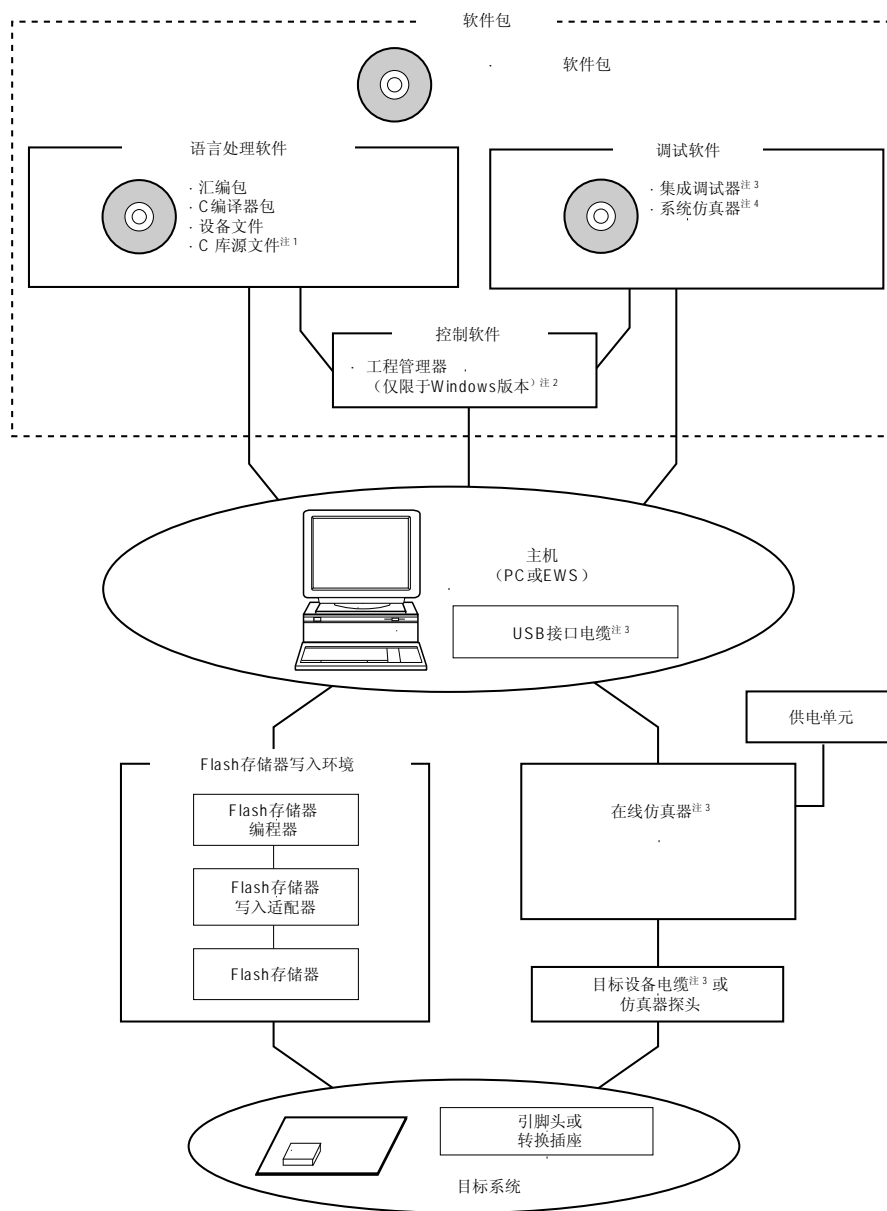 软件包
· 软件包
语言处理软件
· 汇编包
· C编译器包
· 设备文件
· C 库源文件注 1
调试软件
· 集成调试器注 3
· 系统仿真器注 4
控制软件
· 工程管理器
（仅限于Windows版本）注 2
主机
（PC或EWS）
USB接口电缆注 3
供电单元
Flash存储器写入环境
Flash存储器
编程器
Flash存储器
写入适配器
Flash存储器
在线仿真器注 3
目标设备电缆注 3 或
仿真器探头
引脚头或
转换插座
目标系统